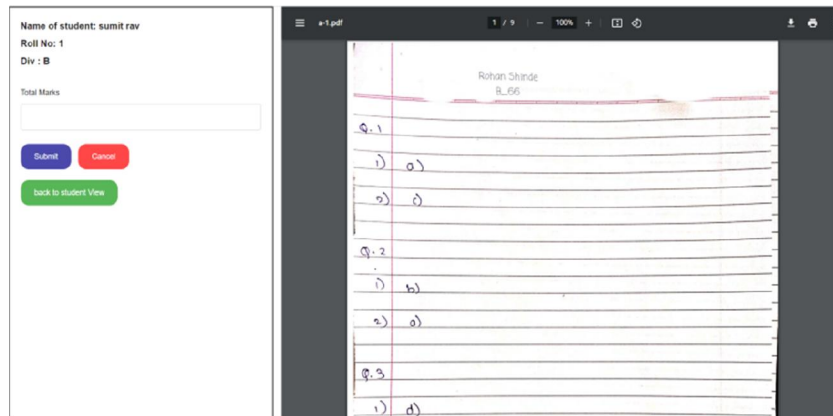 Name of student: sumit rav
Roll No: 1
Div : B
Total Marks
Submit
Cancel
back to student View
a-1.pdf
1 / 9
100%
Rohan Shinde
B_66
Q.1
1) a)
2) c)
Q.2
1) b)
2) a)
Q.3
1) d)